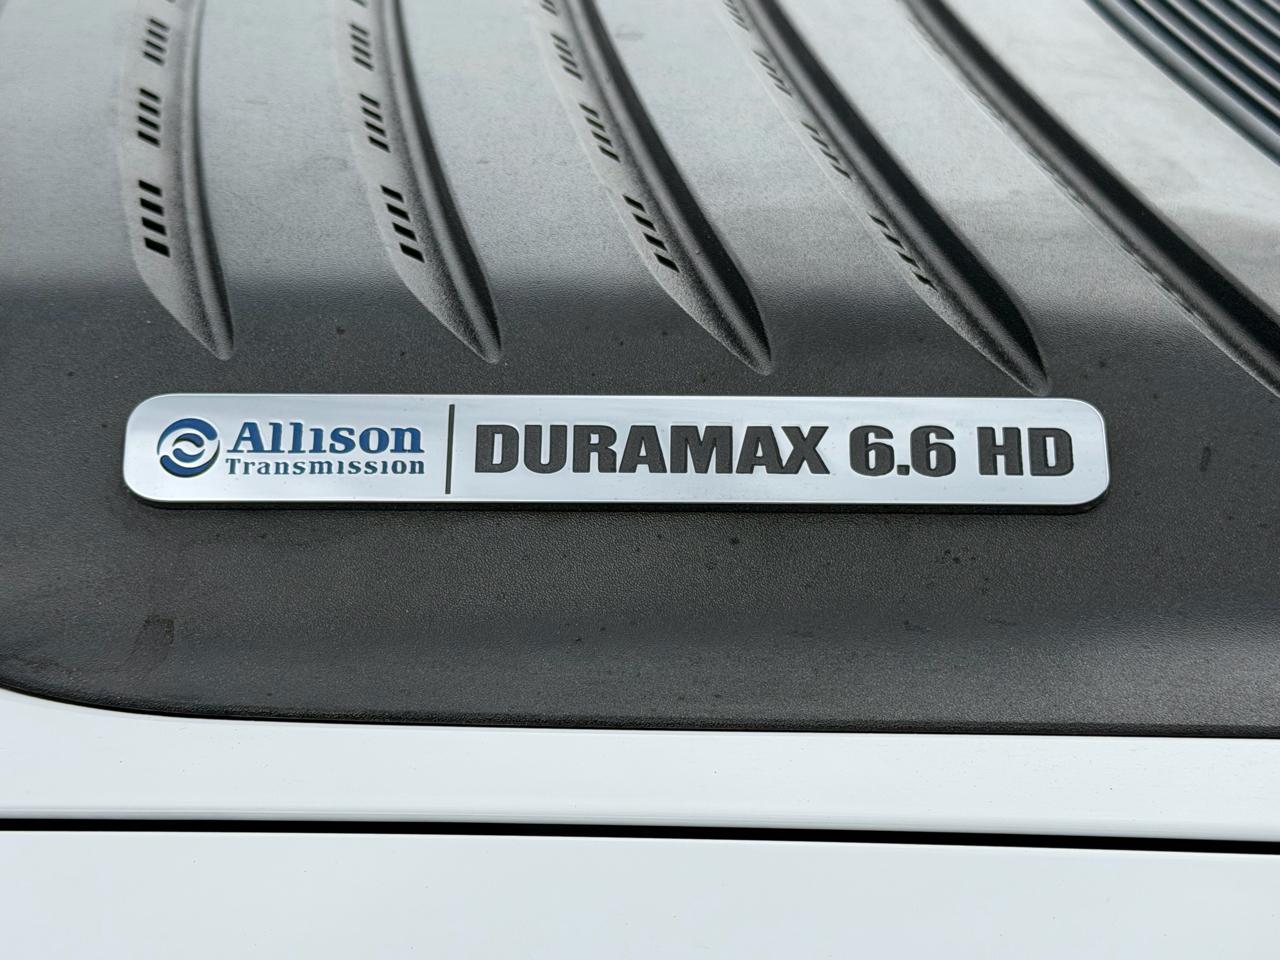 Allison
Transmission
DURAMAX 6.6 HD